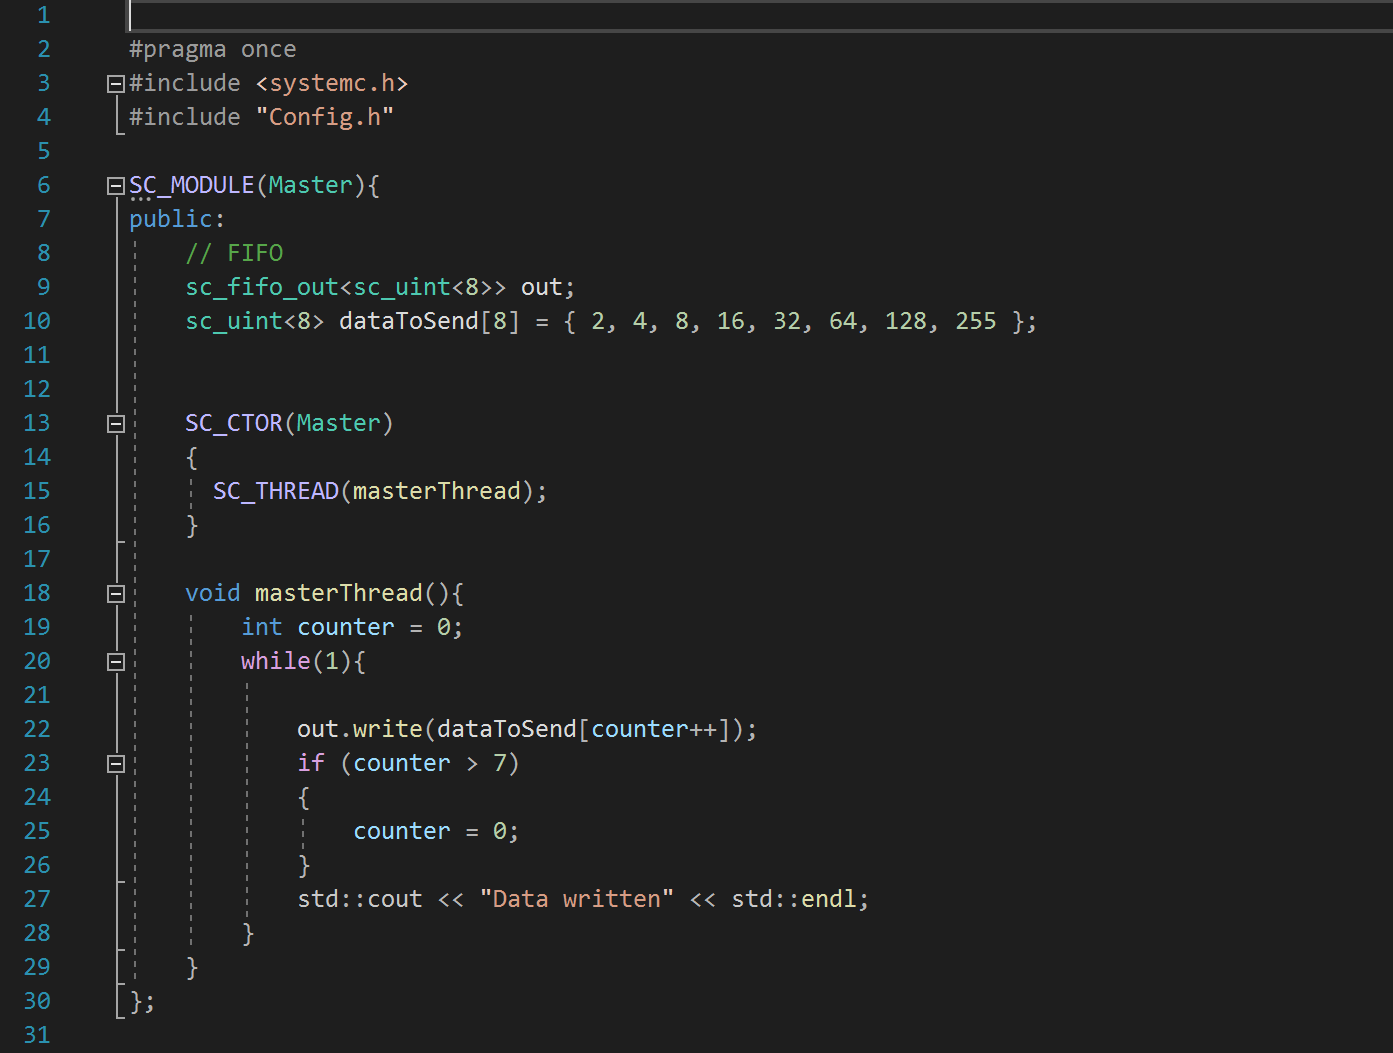 1
2 #pragma once
3 #include <systemc.h>
4 #include "Config.h"
5
6 SC_MODULE(Master){
7 public:
8     // FIFO
9     sc_fifo_out<sc_uint<8>> out;
10     sc_uint<8> dataToSend[8] = { 2, 4, 8, 16, 32, 64, 128, 255 };
11
12
13     SC_CTOR(Master)
14     {
15       SC_THREAD(masterThread);
16     }
17
18     void masterThread(){
19         int counter = 0;
20         while(1){
21
22             out.write(dataToSend[counter++]);
23             if (counter > 7)
24             {
25                 counter = 0;
26             }
27             std::cout << "Data written" << std::endl;
28         }
29     }
30 };
31